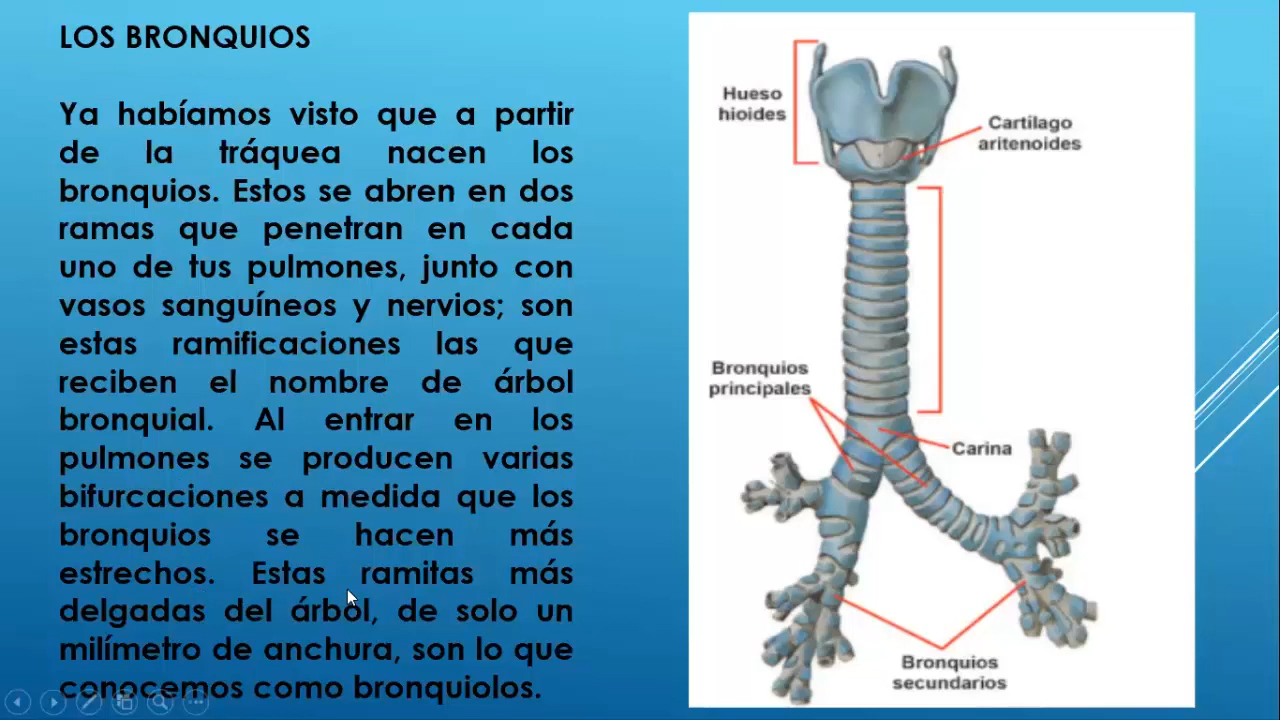 LOS BRONQUIOS
Ya habíamos visto que a partir
de la tráquea nacen los
bronquios. Estos se abren en dos
ramas que penetran en cada
uno de tus pulmones, junto con
vasos sanguíneos y nervios; son
estas ramificaciones las que
reciben el nombre de árbol
bronquial. Al entrar en los
pulmones se producen varias
bifurcaciones a medida que los
bronquios se hacen más
estrechos. Estas ramitas más
delgadas del árbol, de solo un
milímetro de anchura, son lo que
conocemos como bronquiolos.
Hueso
hioides
Cartílago
aritenoides
Bronquios
principales
Carina
Bronquios
secundarios